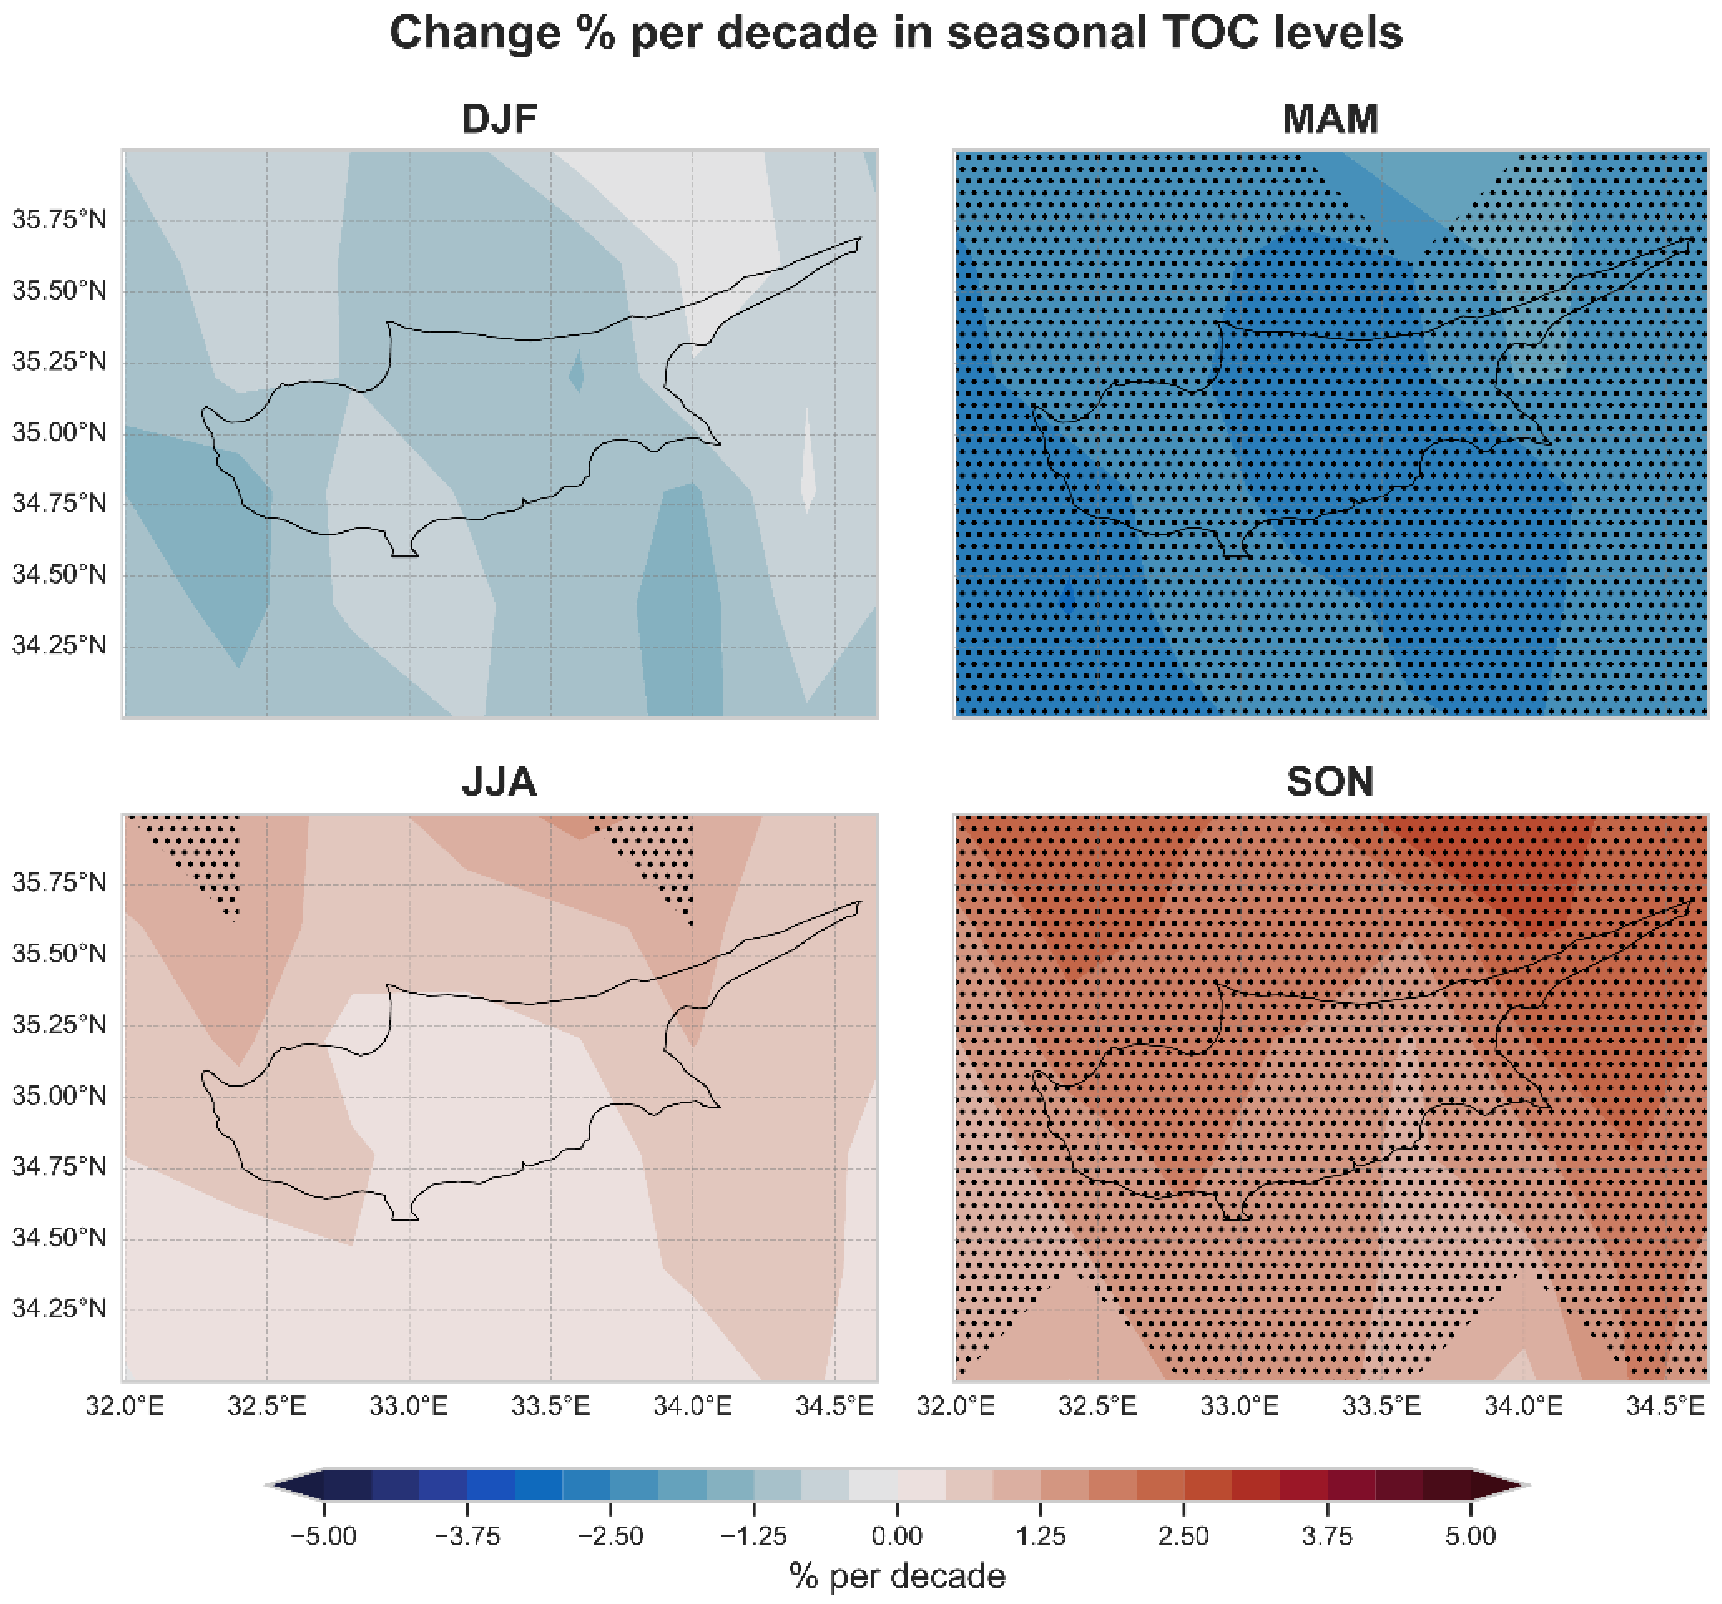 Change % per decade in seasonal TOC levels
DJF
MAM
35.75°N
35.50°N
35.25°N
35.00°N
34.75°N
34.50°N
34.25°N
JJA
SON
35.75°N
35.50°N
35.25°N
35.00°N
34.75°N
34.50°N
34.25°N
32.0°E 32.5°E 33.0°E 33.5°E 34.0°E 34.5°E 32.0°E 32.5°E 33.0°E 33.5°E 34.0°E 34.5°E
−5.00 −3.75 −2.50 −1.25 0.00 1.25 2.50 3.75 5.00
% per decade